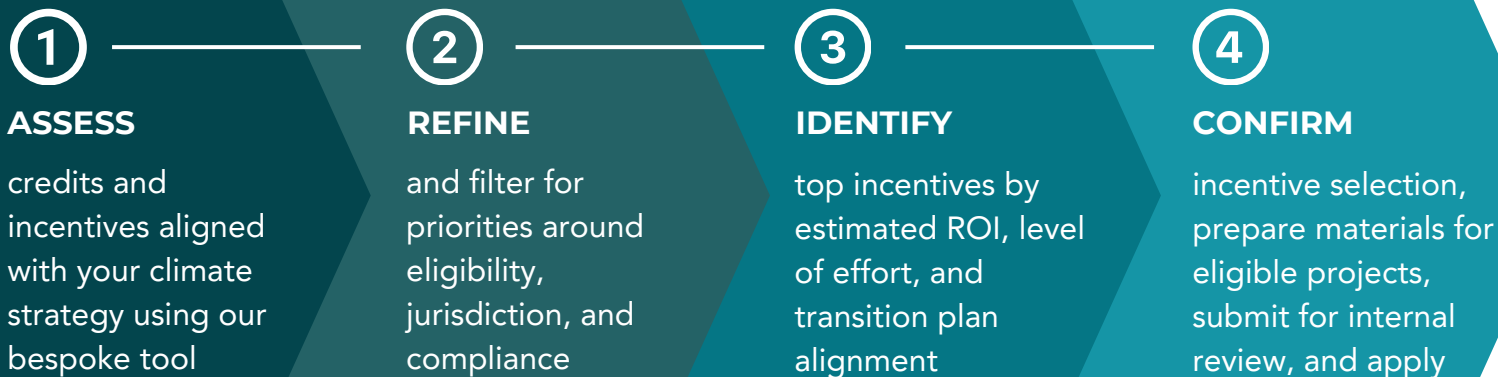 1
ASSESS
credits and
incentives aligned
with your climate
strategy using our
bespoke tool
2
REFINE
and filter for
priorities around
eligibility,
jurisdiction, and
compliance
3
IDENTIFY
top incentives by
estimated ROI, level
of effort, and
transition plan
alignment
4
CONFIRM
incentive selection,
prepare materials for
eligible projects,
submit for internal
review, and apply